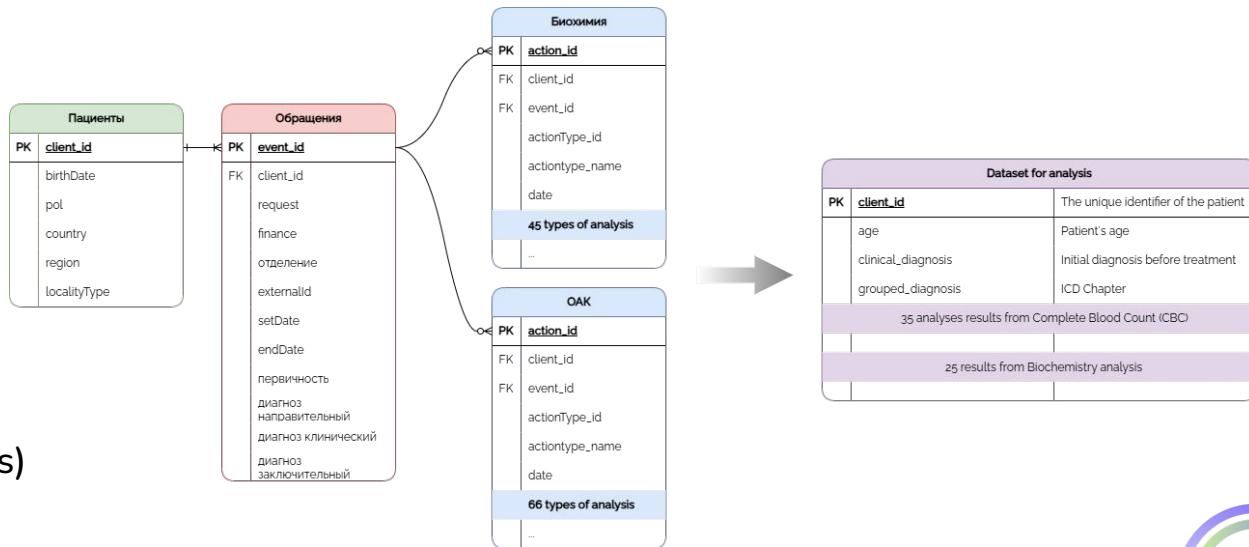 Пациенты
PK client_id
birthDate
pol
country
region
localityType
Обращения
PK event_id
FK client_id
request
finance
отделение
externalId
setDate
endDate
первичность
диагноз
направительный
диагноз клинический
диагноз
заключительный
Биохимия
PK action_id
FK client_id
FK event_id
actionType_id
actiontype_name
date
45 types of analysis
...
ОАК
PK action_id
FK client_id
FK event_id
actionType_id
actiontype_name
date
66 types of analysis
...
Dataset for analysis
PK client_id The unique identifier of the patient
age Patient's age
clinical_diagnosis Initial diagnosis before treatment
grouped_diagnosis ICD Chapter
35 analyses results from Complete Blood Count (CBC)
25 results from Biochemistry analysis
s)